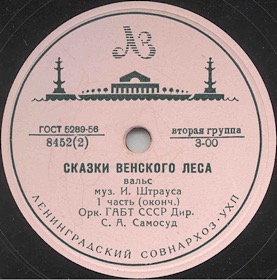 ЛЗ
ГОСТ 5289-56
8452(2)
вторая группа
3-00
СКАЗКИ ВЕНСКОГО ЛЕСА
вальс
муз. И. Штрауса
1 часть (оконч.)
Орк. ГАБТ СССР Дир.
С. А. Самосуд
ЛЕНИНГРАДСКИЙ СОВНАРХОЗ·УХП